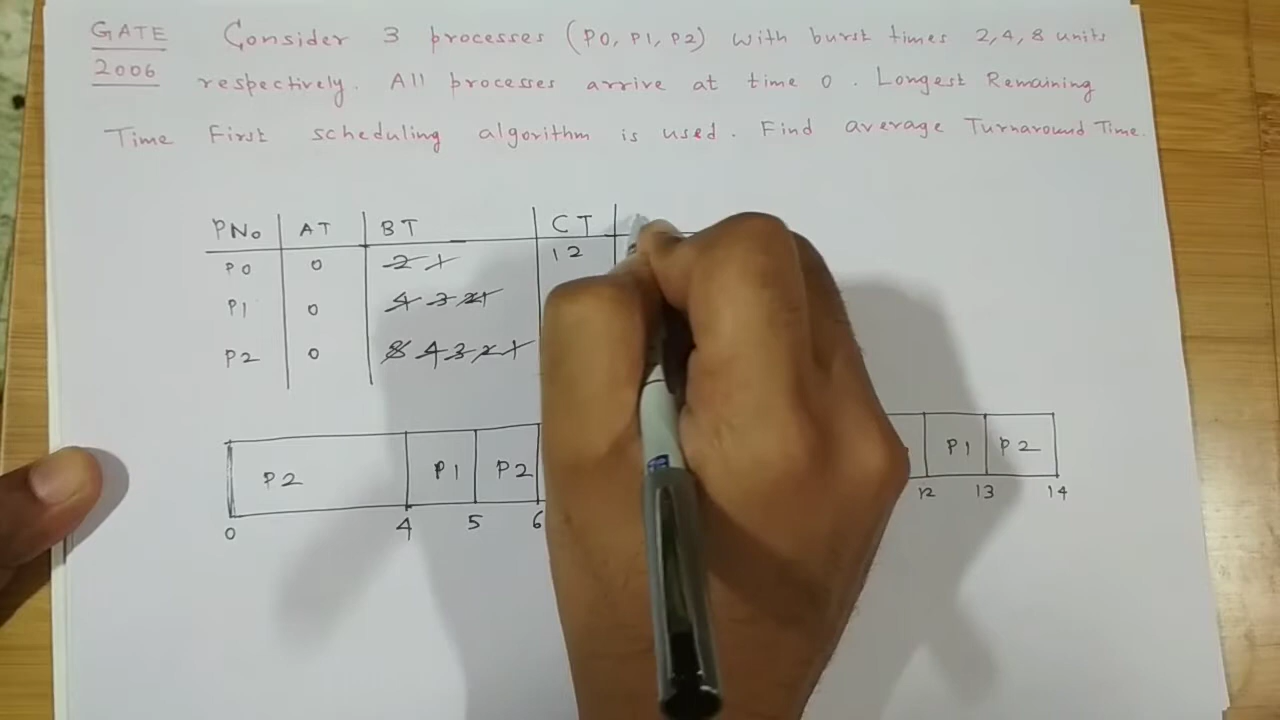 GATE Consider 3 processes (P0, P1, P2) with burst times 2,4,8 units
2006 respectively. All processes arrive at time 0. Longest Remaining
Time First scheduling algorithm is used. Find average Turnaround Time.
PNo AT BT CT
P0 0 2 1 12
P1 0 4 3 2 1
P2 0 8 4 3 2 1
P2 P1 P2 P1 P2
0 4 5 6 12 13 14